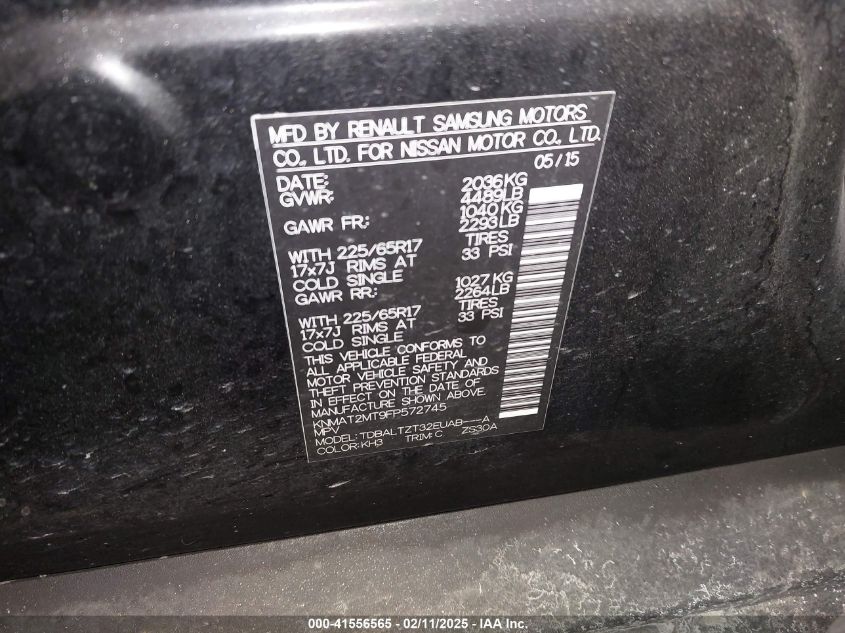 MFD BY RENAULT SAMSUNG MOTORS
CO., LTD. FOR NISSAN MOTOR CO., LTD.
DATE: 05/15
GVWR: 2036KG
4489LB
GAWR FR: 1040KG
2293LB
WITH 225/65R17 TIRES
17x7J RIMS AT 33 PSI
COLD SINGLE
GAWR RR: 1027 KG
2264LB
WITH 225/65R17 TIRES
17x7J RIMS AT 33 PSI
COLD SINGLE
THIS VEHICLE CONFORMS TO
ALL APPLICABLE FEDERAL
MOTOR VEHICLE SAFETY AND
THEFT PREVENTION STANDARDS
IN EFFECT ON THE DATE OF
MANUFACTURE SHOWN ABOVE.
KNMAT2MT9FP572745
MPV
MODEL: TDBALTZT32EUAB---A
COLOR: KH3 TRIM: C ZS30A
000-41556565 - 02/11/2025 - IAA Inc.